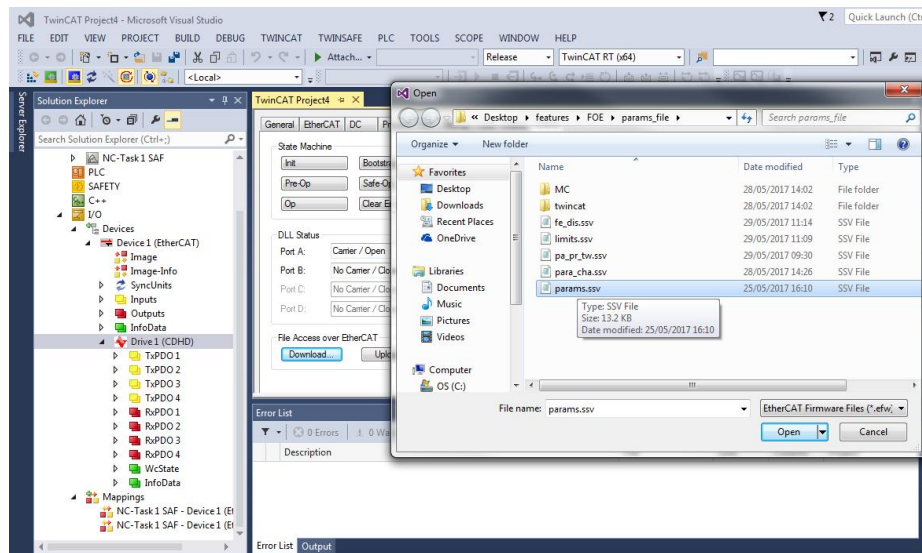 TwinCAT Project4 - Microsoft Visual Studio
2 Quick Launch (Ct
FILE EDIT VIEW PROJECT BUILD DEBUG TWINCAT TWINSAFE PLC TOOLS SCOPE WINDOW HELP
Attach... Release TwinCAT RT (x64)
<Local>
Server Explorer
Solution Explorer
Search Solution Explorer (Ctrl+;)
NC-Task 1 SAF
PLC
SAFETY
C++
I/O
Devices
Device 1 (EtherCAT)
Image
Image-Info
SyncUnits
Inputs
Outputs
InfoData
Drive 1 (CDHD)
TxPDO 1
TxPDO 2
TxPDO 3
TxPDO 4
RxPDO 1
RxPDO 2
RxPDO 3
RxPDO 4
WcState
InfoData
Mappings
NC-Task 1 SAF - Device 1 (Et
NC-Task 1 SAF - Device 1 (Et
TwinCAT Project4
General EtherCAT DC Pr
State Machine
Init Bootstra
Pre-Op Safe-Op
Op Clear E
DLL Status
Port A: Carrier / Open
Port B: No Carrier / Clo
Port C: No Carrier / Clo
Port D: No Carrier / Clo
File Access over EtherCAT
Download... Uplo
Error List
0 Errors 0 Wa
Description
Error List Output
Open
« Desktop features FOE params_file Search params_file
Organize New folder
Favorites
Desktop
Downloads
Recent Places
OneDrive
Libraries
Documents
Music
Pictures
Videos
Computer
OS (C:)
Name Date modified Type
MC 28/05/2017 14:02 File folder
twincat 28/05/2017 14:02 File folder
fe_dis.ssv 29/05/2017 11:14 SSV File
limits.ssv 29/05/2017 11:09 SSV File
pa_pr_tw.ssv 29/05/2017 09:30 SSV File
para_cha.ssv 28/05/2017 14:26 SSV File
params.ssv 25/05/2017 16:10 SSV File
Type: SSV File
Size: 13.2 KB
Date modified: 25/05/2017 16:10
File name: params.ssv EtherCAT Firmware Files (*.efw;
Open Cancel